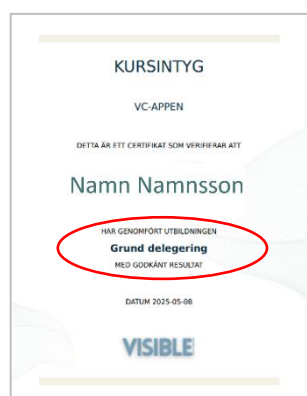 KURSINTYG
VC-APPEN
DETTA ÄR ETT CERTIFIKAT SOM VERIFIERAR ATT
Namn Namnsson
HAR GENOMFÖRT UTBILDNINGEN
Grund delegering
MED GODKÄNT RESULTAT
DATUM 2025-05-08
VISIBLE